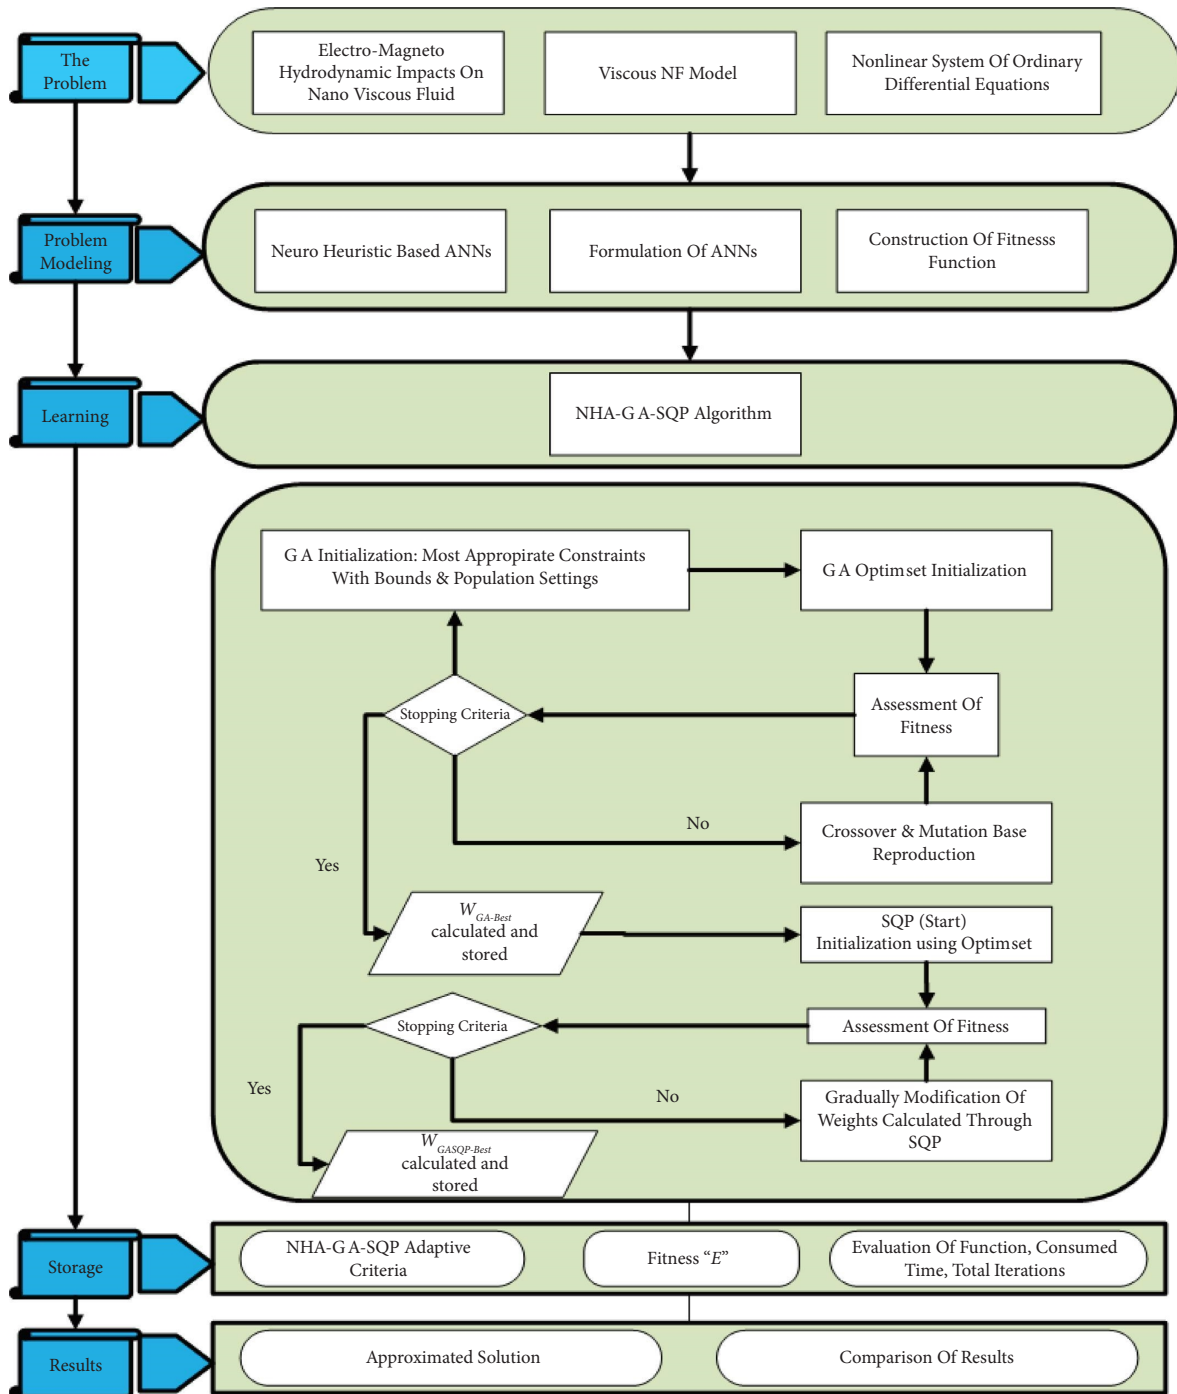 The
Problem
Electro-Magneto
Hydrodynamic Impacts On
Nano Viscous Fluid
Viscous NF Model
Nonlinear System Of Ordinary
Differential Equations
Problem
Modeling
Neuro Heuristic Based ANNs
Formulation Of ANNs
Construction Of Fitnesss
Function
Learning
NHA-GA-SQP Algorithm
GA Initialization: Most Appropirate Constraints
With Bounds & Population Settings
GA Optimset Initialization
Stopping Criteria
Assessment Of
Fitness
No
Crossover & Mutation Base
Reproduction
Yes
W GA-Best
calculated and
stored
SQP (Start)
Initialization using Optimset
Stopping Criteria
Assessment Of Fitness
Yes
No
Gradually Modification Of
Weights Calculated Through
SQP
W GASQP-Best
calculated and
stored
Storage
NHA-GA-SQP Adaptive
Criteria
Fitness “E”
Evaluation Of Function, Consumed
Time, Total Iterations
Results
Approximated Solution
Comparison Of Results